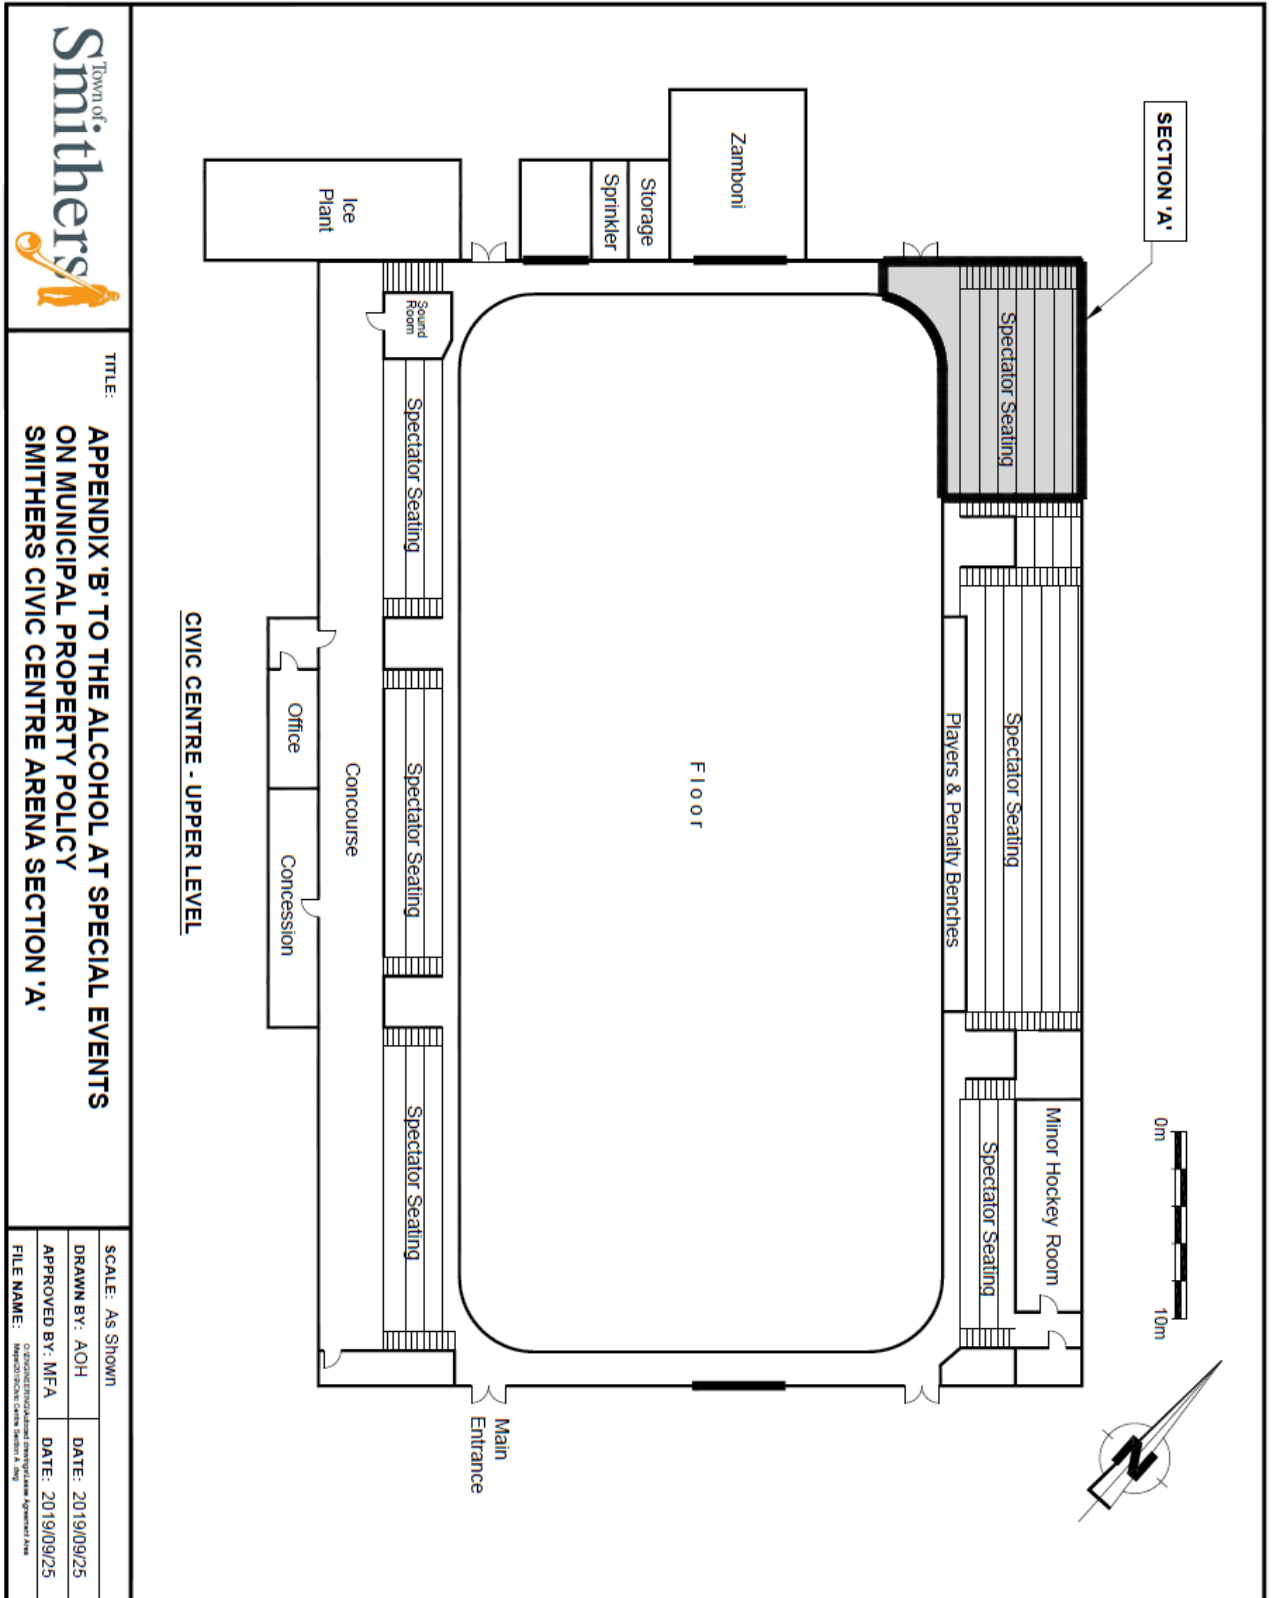 SECTION 'A'
Zamboni
Storage
Sprinkler
Ice
Plant
Sound
Room
Spectator Seating
Spectator Seating
Spectator Seating
Spectator Seating
Spectator Seating
Spectator Seating
Players & Penalty Benches
Minor Hockey Room
Floor
Concourse
Office
Concession
Main
Entrance
0m 10m
N
CIVIC CENTRE - UPPER LEVEL
Town of
Smithers
TITLE: APPENDIX 'B' TO THE ALCOHOL AT SPECIAL EVENTS
ON MUNICIPAL PROPERTY POLICY
SMITHERS CIVIC CENTRE ARENA SECTION 'A'
SCALE: As Shown
DRAWN BY: AOH DATE: 2019/09/25
APPROVED BY: MFA DATE: 2019/09/25
FILE NAME: